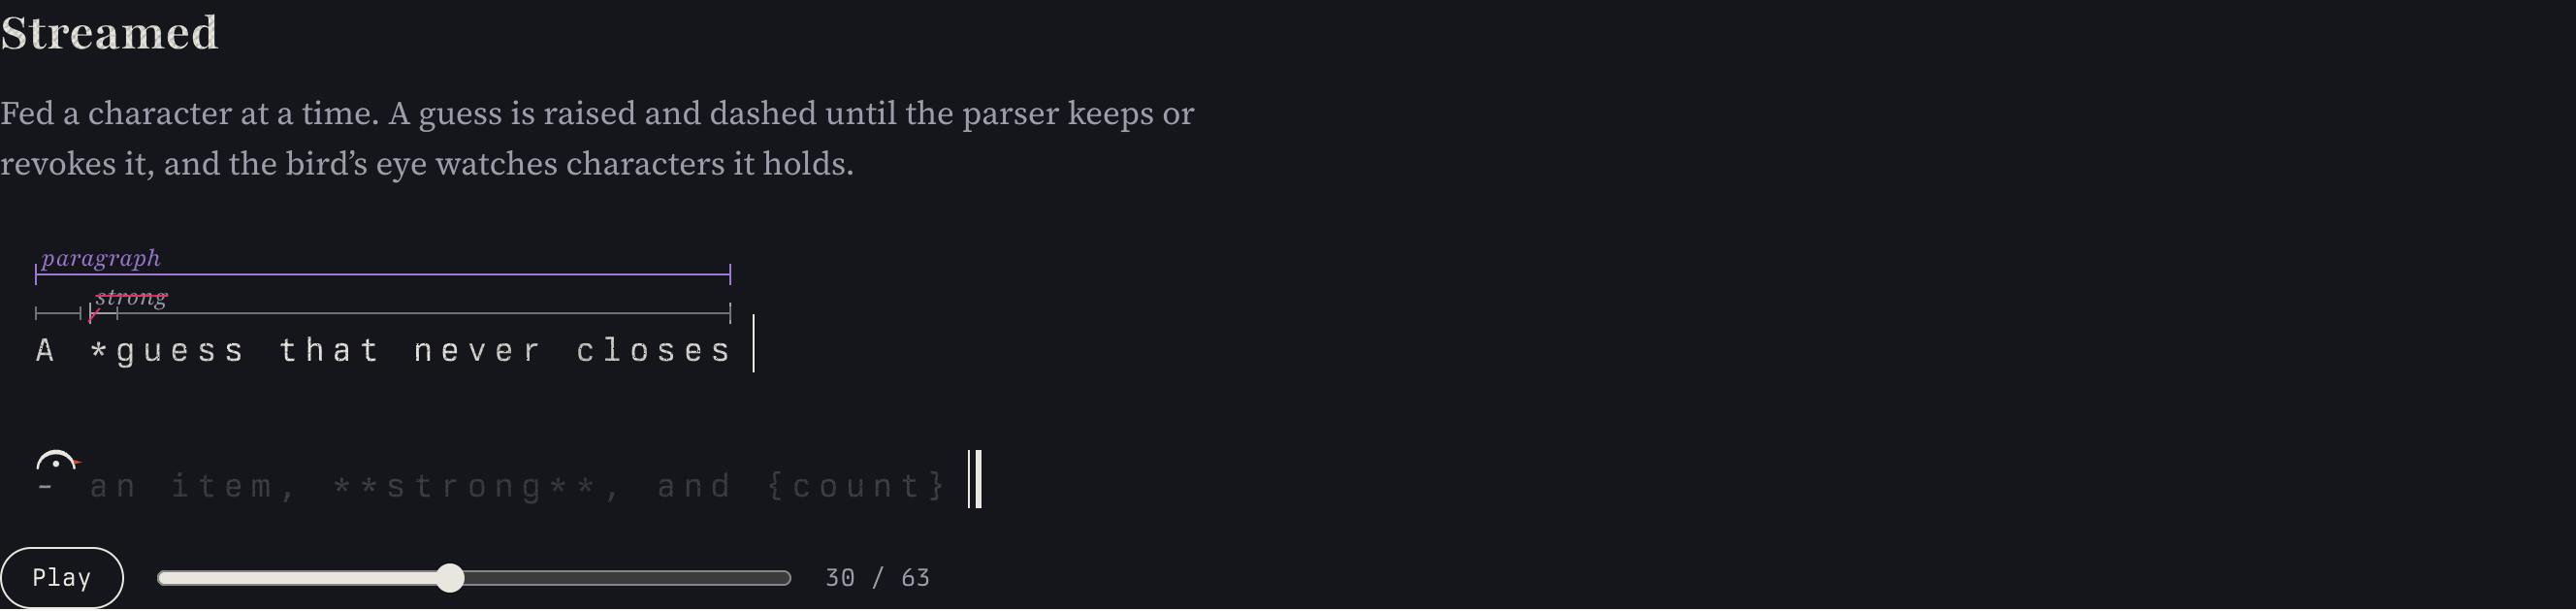 Streamed
Fed a character at a time. A guess is raised and dashed until the parser keeps or
revokes it, and the bird’s eye watches characters it holds.
paragraph
strong
A *guess that never closes
- an item, **strong**, and {count}
Play
30 / 63